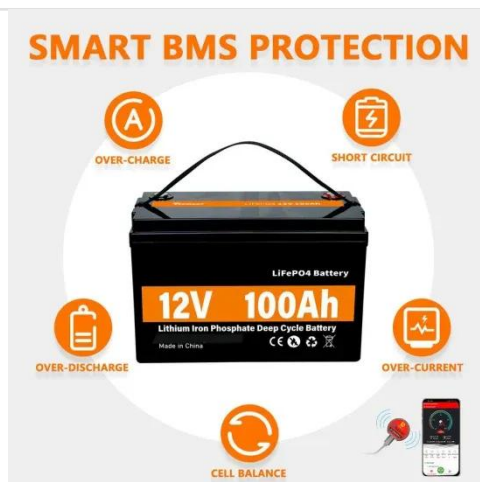 SMART BMS PROTECTION
OVER-CHARGE
SHORT CIRCUIT
LiFePO4 Battery
12V 100Ah
Lithium Iron Phosphate Deep Cycle Battery
Made in China
CE
OVER-DISCHARGE
OVER-CURRENT
CELL BALANCE